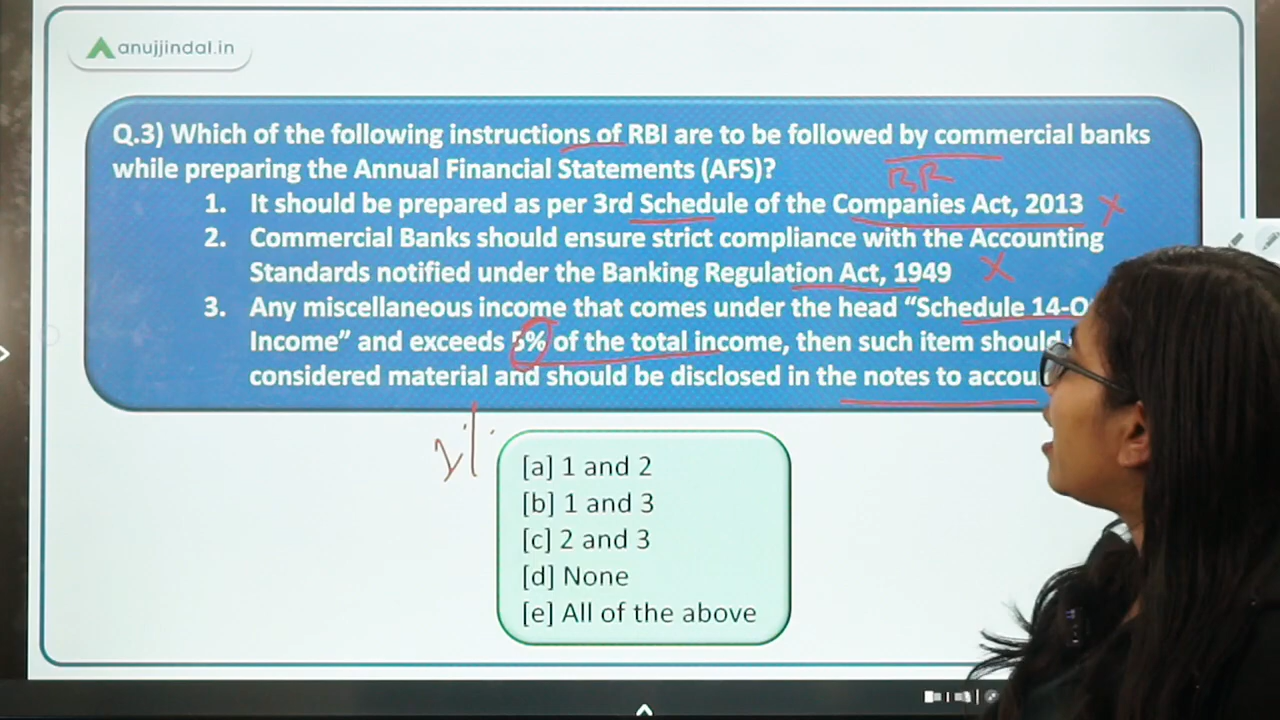 anujjindal.in
Q.3) Which of the following instructions of RBI are to be followed by commercial banks
while preparing the Annual Financial Statements (AFS)?
BR
1. It should be prepared as per 3rd Schedule of the Companies Act, 2013 X
2. Commercial Banks should ensure strict compliance with the Accounting
Standards notified under the Banking Regulation Act, 1949 X
3. Any miscellaneous income that comes under the head “Schedule 14-O
Income” and exceeds 5% of the total income, then such item should
considered material and should be disclosed in the notes to accou
[a] 1 and 2
[b] 1 and 3
[c] 2 and 3
[d] None
[e] All of the above